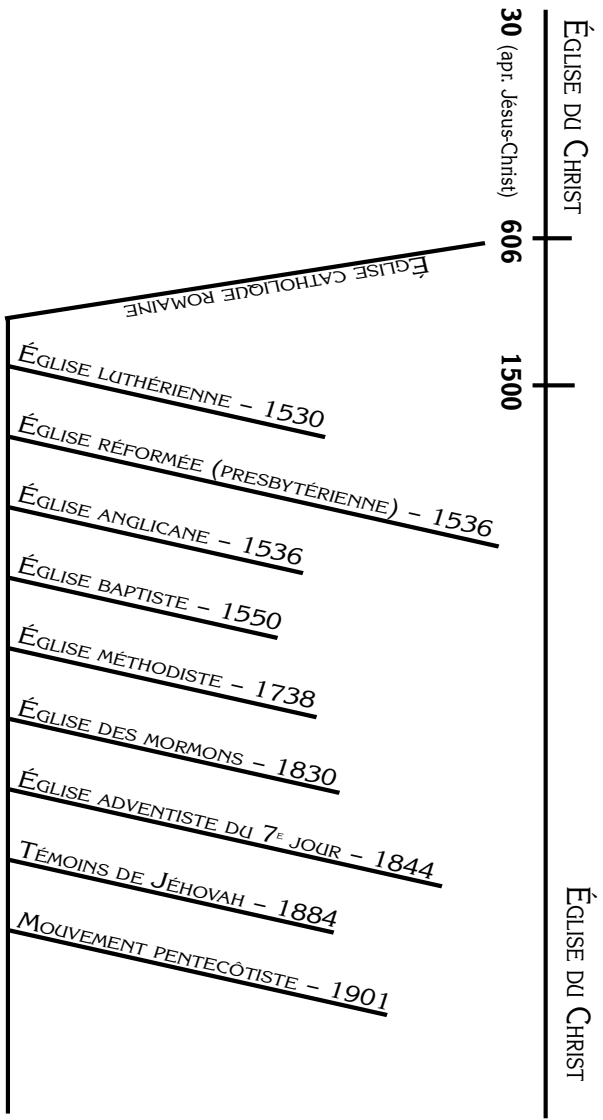 ÉGLISE DU CHRIST
ÉGLISE DU CHRIST
30 (apr. Jésus-Christ)
606
1500
ÉGLISE CATHOLIQUE ROMAINE
ÉGLISE LUTHÉRIENNE – 1530
ÉGLISE RÉFORMÉE (PRESBYTÉRIENNE) – 1536
ÉGLISE ANGLICANE – 1536
ÉGLISE BAPTISTE – 1550
ÉGLISE MÉTHODISTE – 1738
ÉGLISE DES MORMONS – 1830
ÉGLISE ADVENTISTE DU 7E JOUR – 1844
TÉMOINS DE JÉHOVAH – 1884
MOUVEMENT PENTECÔTISTE – 1901